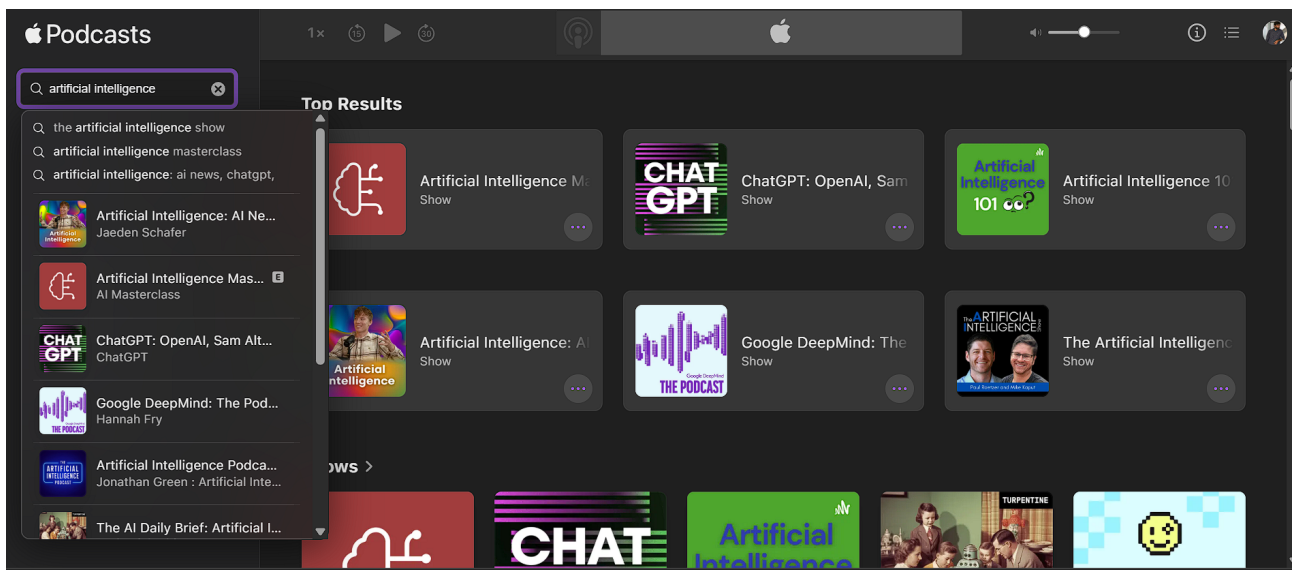 Podcasts
1×
15
30
artificial intelligence
the artificial intelligence show
artificial intelligence masterclass
artificial intelligence: ai news, chatgpt,
Artificial Intelligence
Artificial Intelligence: AI Ne...
Jaeden Schafer
Artificial Intelligence Mas... E
AI Masterclass
CHAT GPT
ChatGPT: OpenAI, Sam Alt...
ChatGPT
THE PODCAST
Google DeepMind: The Pod...
Hannah Fry
THE ARTIFICIAL INTELLIGENCE PODCAST
Artificial Intelligence Podca...
Jonathan Green : Artificial Inte...
The AI Daily Brief: Artificial I...
Top Results
Artificial Intelligence Ma
Show
CHAT
GPT
ChatGPT: OpenAI, Sam
Show
Artificial
Intelligence
101 ?
Artificial Intelligence 10
Show
Artificial
ntelligence
Artificial Intelligence: A
Show
Google DeepMind
THE PODCAST
Google DeepMind: The
Show
The ARTIFICIAL
INTELLIGENCE Show
Paul Roetzer and Mike Kaput
The Artificial Intelligenc
Show
ows >
CHAT
Artificial
Intelligence
TURPENTINE